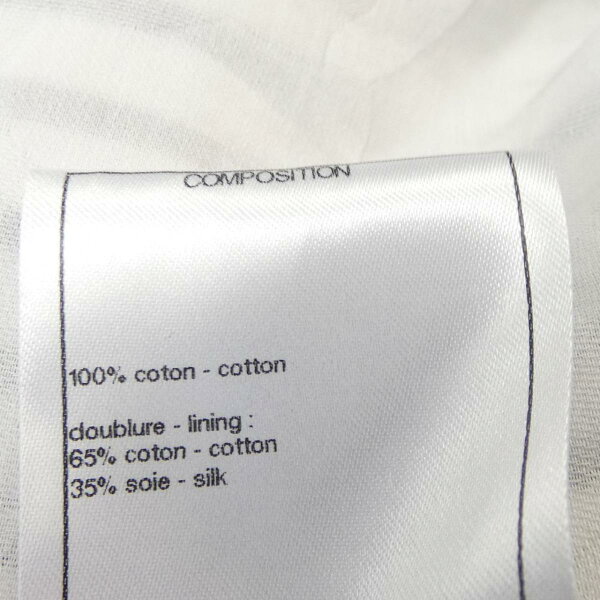 COMPOSITION
100% coton - cotton
doublure - lining :
65% coton - cotton
35% soie - silk